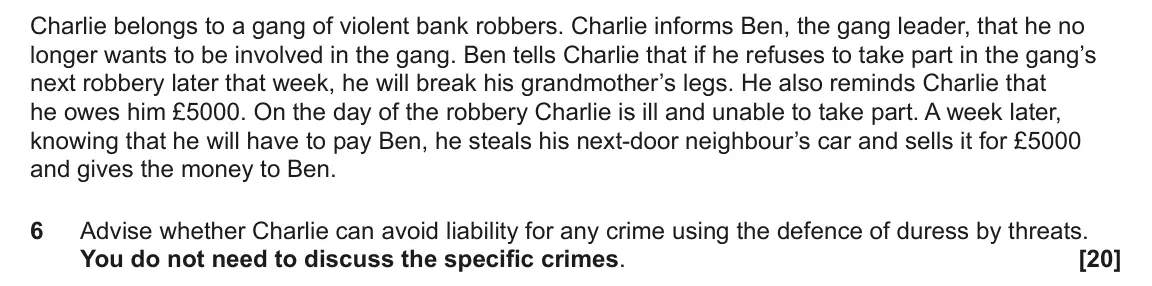 Charlie belongs to a gang of violent bank robbers. Charlie informs Ben, the gang leader, that he no
longer wants to be involved in the gang. Ben tells Charlie that if he refuses to take part in the gang’s
next robbery later that week, he will break his grandmother’s legs. He also reminds Charlie that
he owes him £5000. On the day of the robbery Charlie is ill and unable to take part. A week later,
knowing that he will have to pay Ben, he steals his next-door neighbour’s car and sells it for £5000
and gives the money to Ben.
6 Advise whether Charlie can avoid liability for any crime using the defence of duress by threats.
You do not need to discuss the specific crimes. [20]